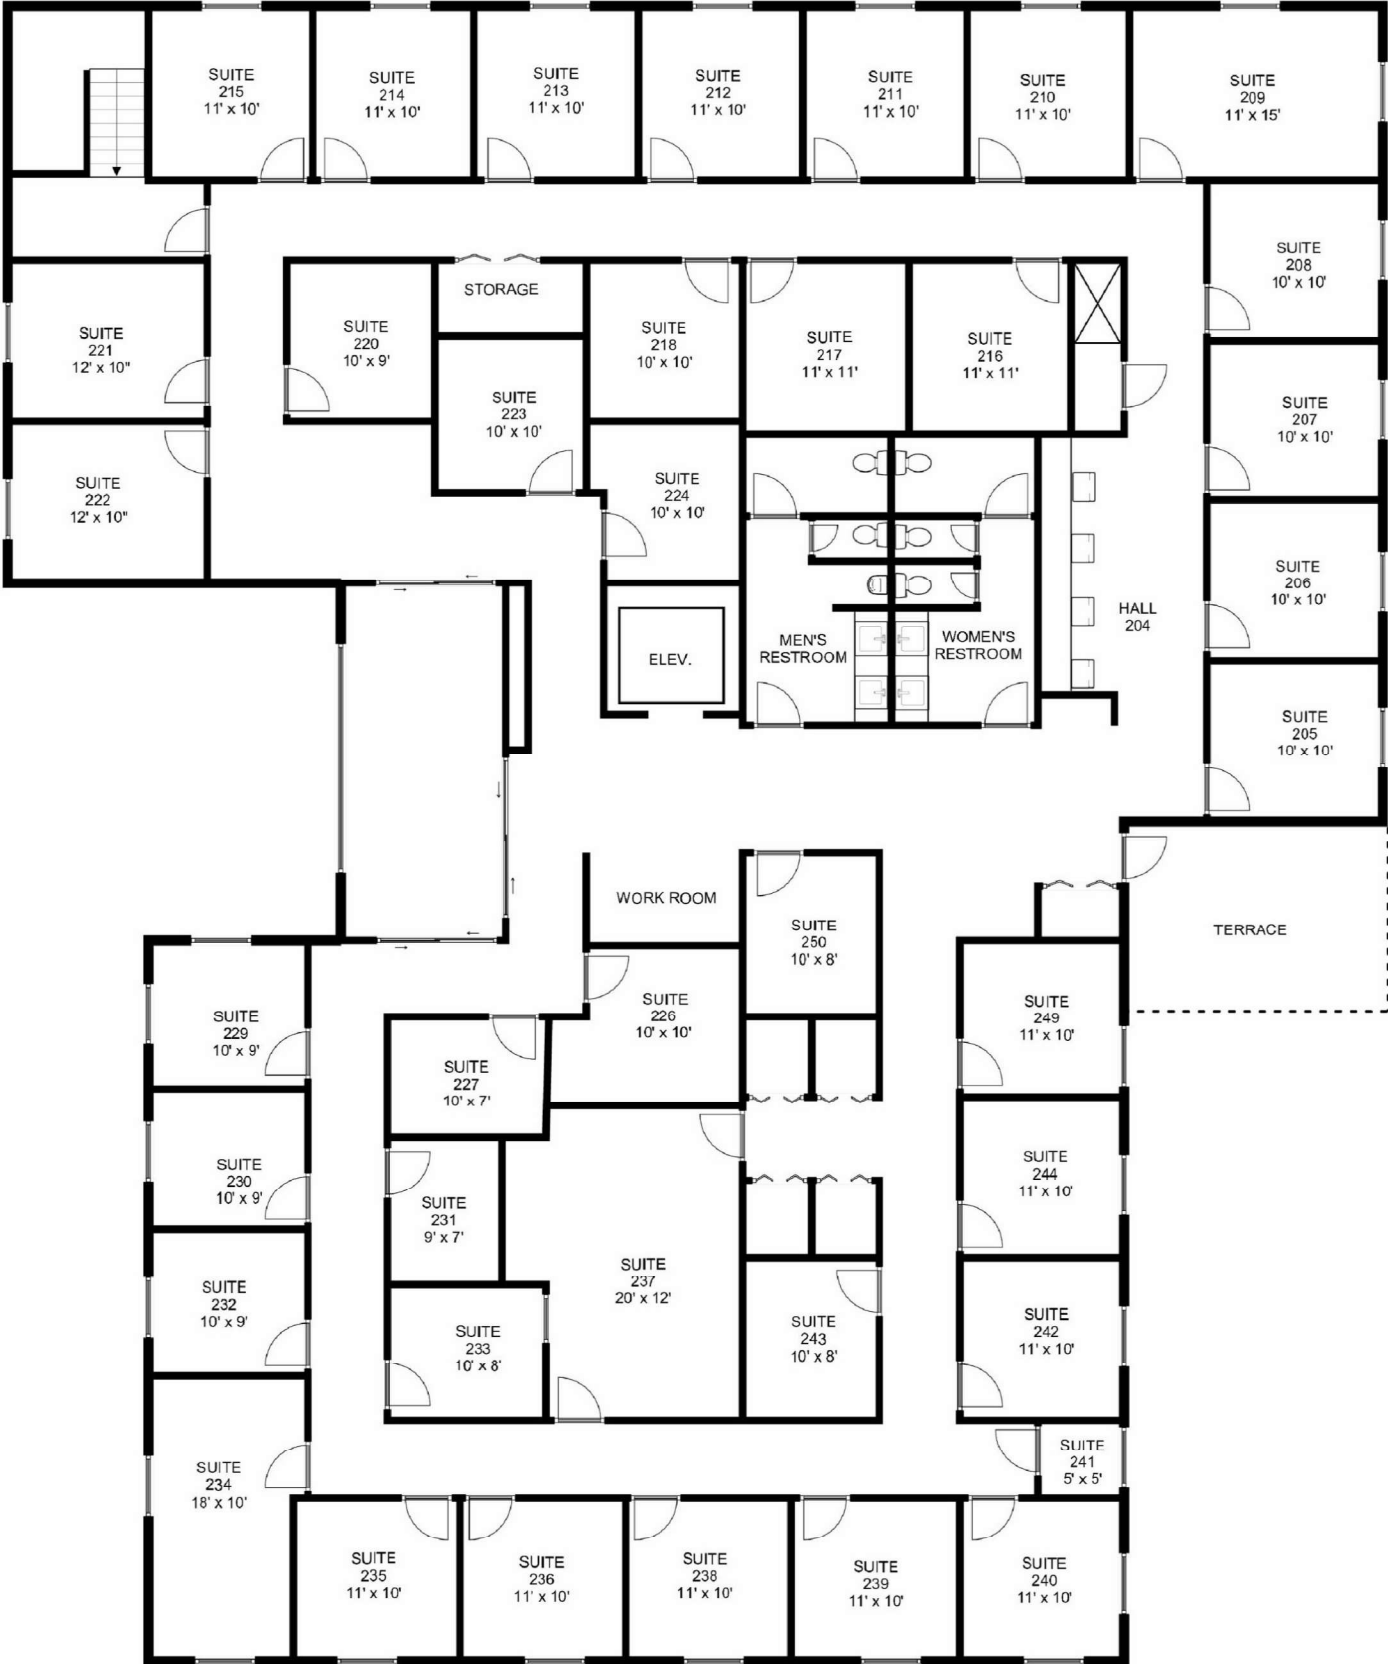 SUITE
215
11' x 10'
SUITE
214
11' x 10'
SUITE
213
11' x 10'
SUITE
212
11' x 10'
SUITE
211
11' x 10'
SUITE
210
11' x 10'
SUITE
209
11' x 15'
SUITE
208
10' x 10'
STORAGE
SUITE
221
12' x 10"
SUITE
220
10' x 9'
SUITE
218
10' x 10'
SUITE
217
11' x 11'
SUITE
216
11' x 11'
SUITE
223
10' x 10'
SUITE
207
10' x 10'
SUITE
222
12' x 10"
SUITE
224
10' x 10'
SUITE
206
10' x 10'
HALL
204
ELEV.
MEN'S
RESTROOM
WOMEN'S
RESTROOM
SUITE
205
10' x 10'
WORK ROOM
SUITE
250
10' x 8'
TERRACE
SUITE
229
10' x 9'
SUITE
226
10' x 10'
SUITE
249
11' x 10'
SUITE
227
10' x 7'
SUITE
230
10' x 9'
SUITE
244
11' x 10'
SUITE
231
9' x 7'
SUITE
232
10' x 9'
SUITE
237
20' x 12'
SUITE
233
10' x 8'
SUITE
243
10' x 8'
SUITE
242
11' x 10'
SUITE
241
5' x 5'
SUITE
234
18' x 10'
SUITE
235
11' x 10'
SUITE
236
11' x 10'
SUITE
238
11' x 10'
SUITE
239
11' x 10'
SUITE
240
11' x 10'